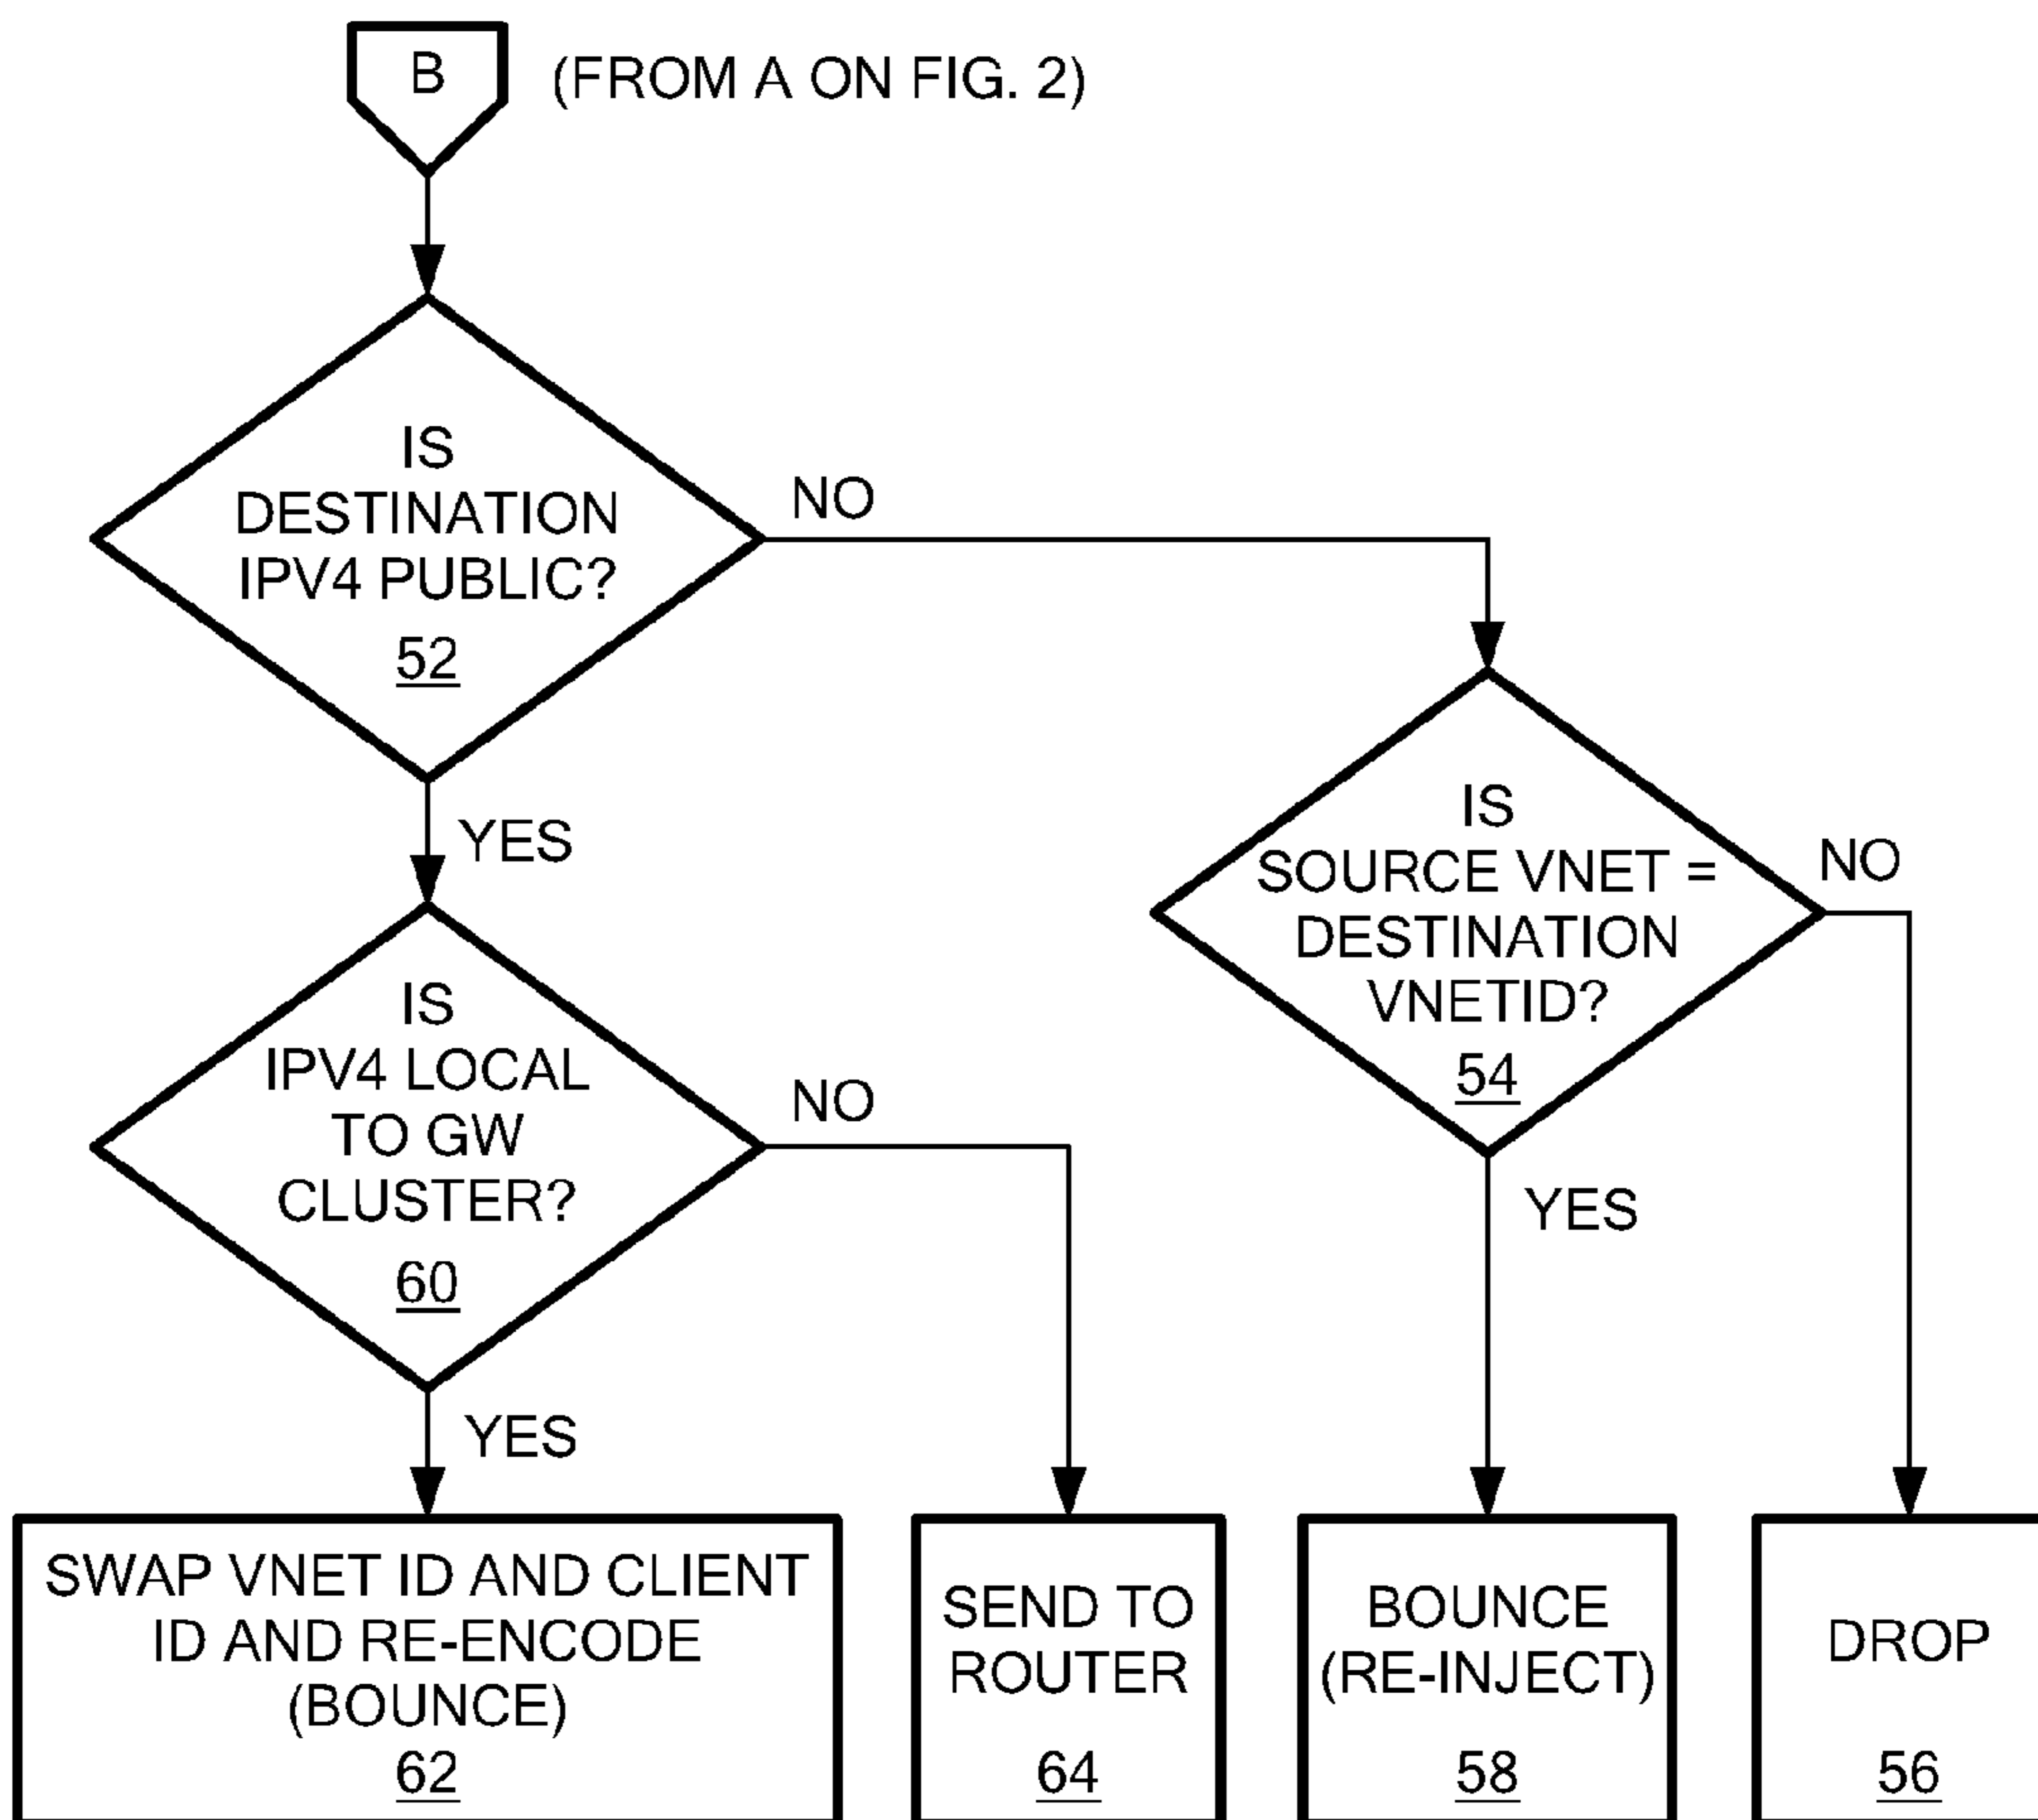 B
(FROM A ON FIG. 2)
IS
DESTINATION
IPV4 PUBLIC?
52
NO
YES
IS
SOURCE VNET =
DESTINATION
VNETID?
54
NO
YES
IS
IPV4 LOCAL
TO GW
CLUSTER?
60
NO
YES
SWAP VNET ID AND CLIENT
ID AND RE-ENCODE
(BOUNCE)
62
SEND TO
ROUTER
64
BOUNCE
(RE-INJECT)
58
DROP
56